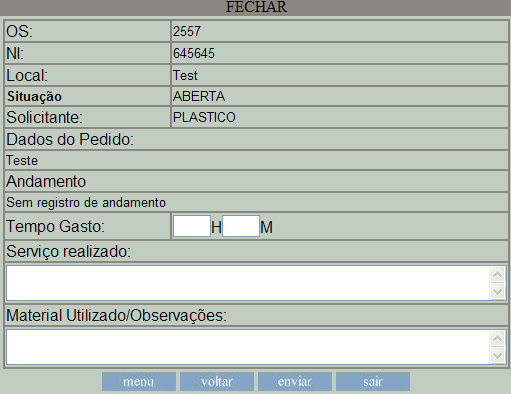 FECHAR
OS: 2557
NI: 645645
Local: Test
Situação ABERTA
Solicitante: PLASTICO
Dados do Pedido:
Teste
Andamento
Sem registro de andamento
Tempo Gasto: H M
Serviço realizado:
Material Utilizado/Observações:
menu voltar enviar sair